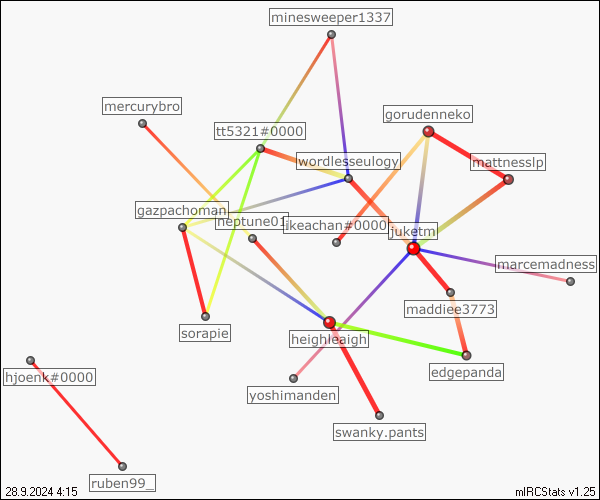 minesweeper1337
mercurybro
gorudenneko
tt5321#0000
wordlesseulogy
mattnesslp
gazpachoman
neptune01
ikeachan#0000
juketm
marcemadness
maddiee3773
sorapie
heighleaigh
edgepanda
hjoenk#0000
yoshimanden
swanky.pants
ruben99_
28.9.2024 4:15
mIRCStats v1.25